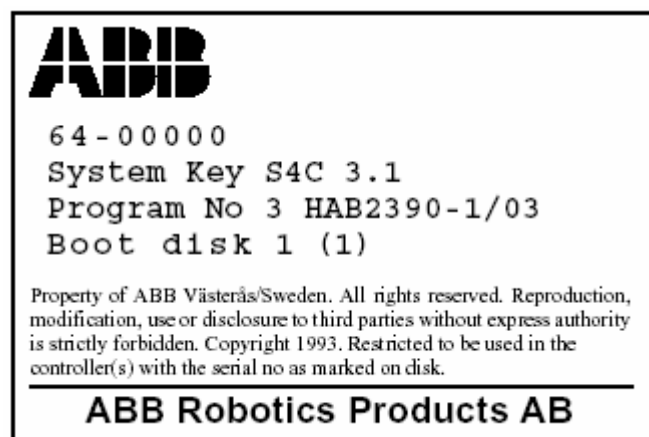 ABB
64-00000
System Key S4C 3.1
Program No 3 HAB2390-1/03
Boot disk 1 (1)
Property of ABB Västerås/Sweden. All rights reserved. Reproduction,
modification, use or disclosure to third parties without express authority
is strictly forbidden. Copyright 1993. Restricted to be used in the
controller(s) with the serial no as marked on disk.
ABB Robotics Products AB